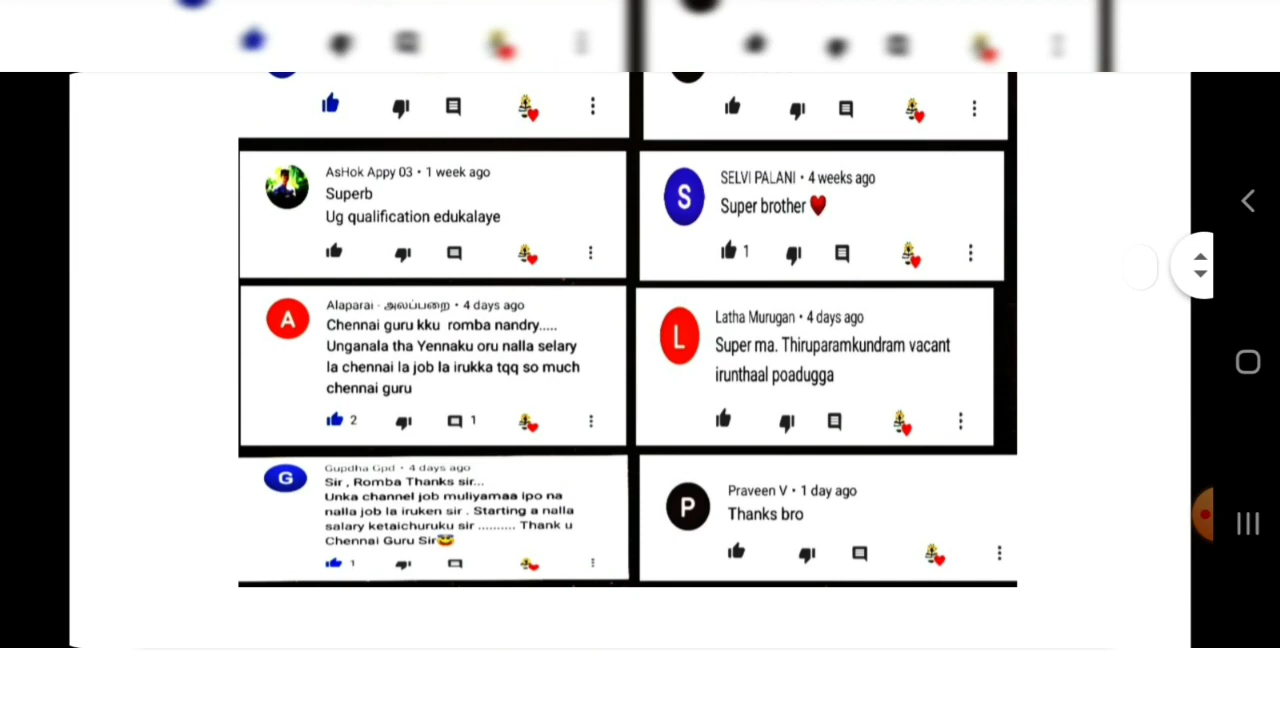 AsHok Appy 03 • 1 week ago
Superb
Ug qualification edukalaye
SELVI PALANI • 4 weeks ago
Super brother ♥
1
Alaparai - அலப்பறை • 4 days ago
Chennai guru kku romba nandry.....
Unganala tha Yennaku oru nalla selary
la chennai la job la irukka tqq so much
chennai guru
2
1
Latha Murugan • 4 days ago
Super ma. Thiruparamkundram vacant
irunthaal poadugga
Gupdha Gpd • 4 days ago
Sir , Romba Thanks sir...
Unka channel job muliyamaa ipo na
nalla job la iruken sir . Starting a nalla
salary ketaichuruku sir .......... Thank u
Chennai Guru Sir😇
1
Praveen V • 1 day ago
Thanks bro
A
S
L
G
P